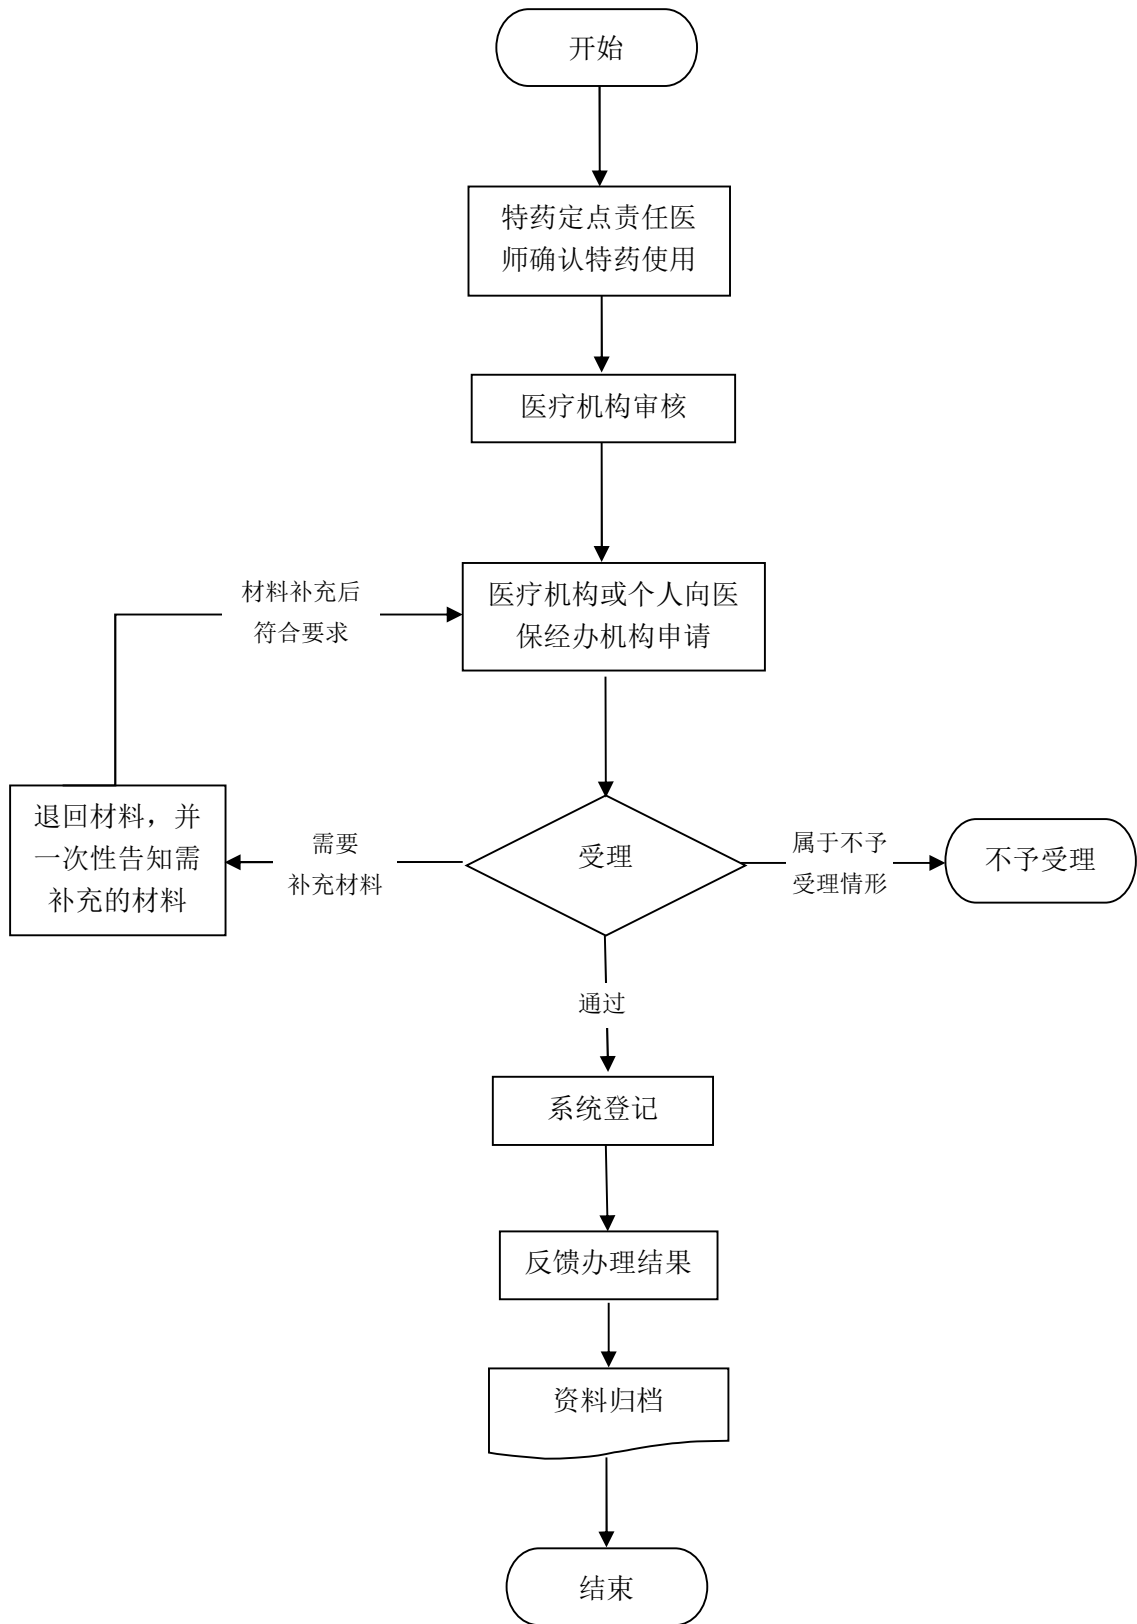 开始
特药定点责任医
师确认特药使用
医疗机构审核
材料补充后
符合要求
医疗机构或个人向医
保经办机构申请
退回材料，并
一次性告知需
补充的材料
需要
补充材料
受理
属于不予
受理情形
不予受理
通过
系统登记
反馈办理结果
资料归档
结束